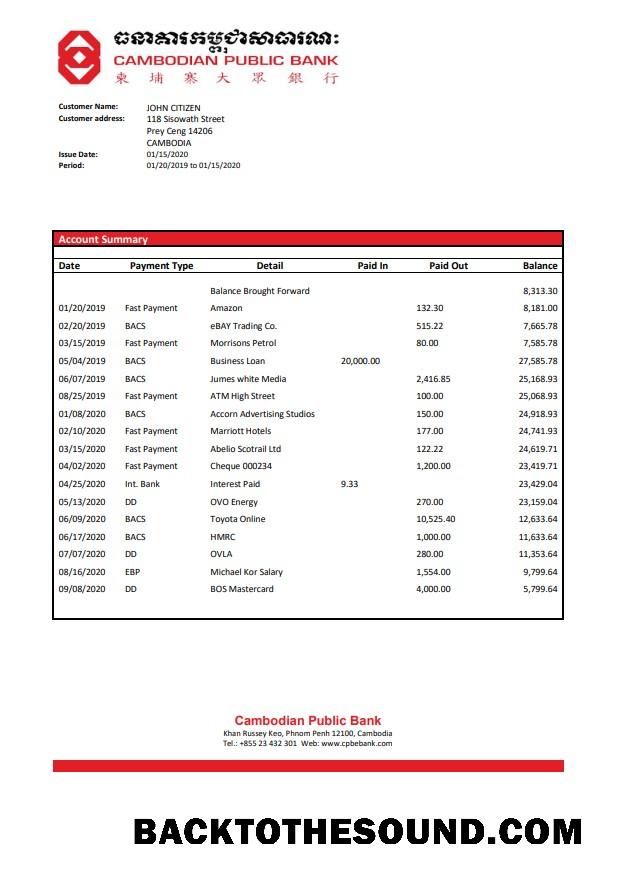 ធនាគារកម្ពុជាសាធារណៈ
CAMBODIAN PUBLIC BANK
柬 埔 寨 大 眾 銀 行
Customer Name: JOHN CITIZEN
Customer address: 118 Sisowath Street
Prey Ceng 14206
CAMBODIA
Issue Date: 01/15/2020
Period: 01/20/2019 to 01/15/2020
Account Summary
Date Payment Type Detail Paid In Paid Out Balance
Balance Brought Forward 8,313.30
01/20/2019 Fast Payment Amazon 132.30 8,181.00
02/20/2019 BACS eBAY Trading Co. 515.22 7,665.78
03/15/2019 Fast Payment Morrisons Petrol 80.00 7,585.78
05/04/2019 BACS Business Loan 20,000.00 27,585.78
06/07/2019 BACS Jumes white Media 2,416.85 25,168.93
08/25/2019 Fast Payment ATM High Street 100.00 25,068.93
01/08/2020 BACS Accorn Advertising Studios 150.00 24,918.93
02/10/2020 Fast Payment Marriott Hotels 177.00 24,741.93
03/15/2020 Fast Payment Abelio Scotrail Ltd 122.22 24,619.71
04/02/2020 Fast Payment Cheque 000234 1,200.00 23,419.71
04/25/2020 Int. Bank Interest Paid 9.33 23,429.04
05/13/2020 DD OVO Energy 270.00 23,159.04
06/09/2020 BACS Toyota Online 10,525.40 12,633.64
06/17/2020 BACS HMRC 1,000.00 11,633.64
07/07/2020 DD OVLA 280.00 11,353.64
08/16/2020 EBP Michael Kor Salary 1,554.00 9,799.64
09/08/2020 DD BOS Mastercard 4,000.00 5,799.64
Cambodian Public Bank
Khan Russey Keo, Phnom Penh 12100, Cambodia
Tel.: +855 23 432 301 Web: www.cpbebank.com
BACKTOTHESOUND.COM